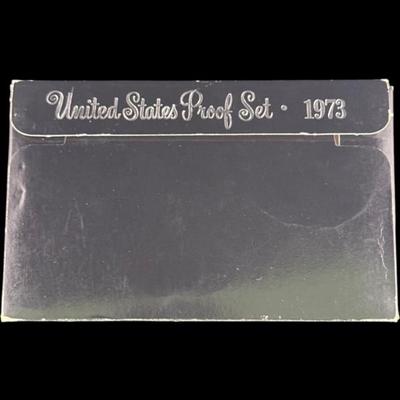 United States Proof Set · 1973